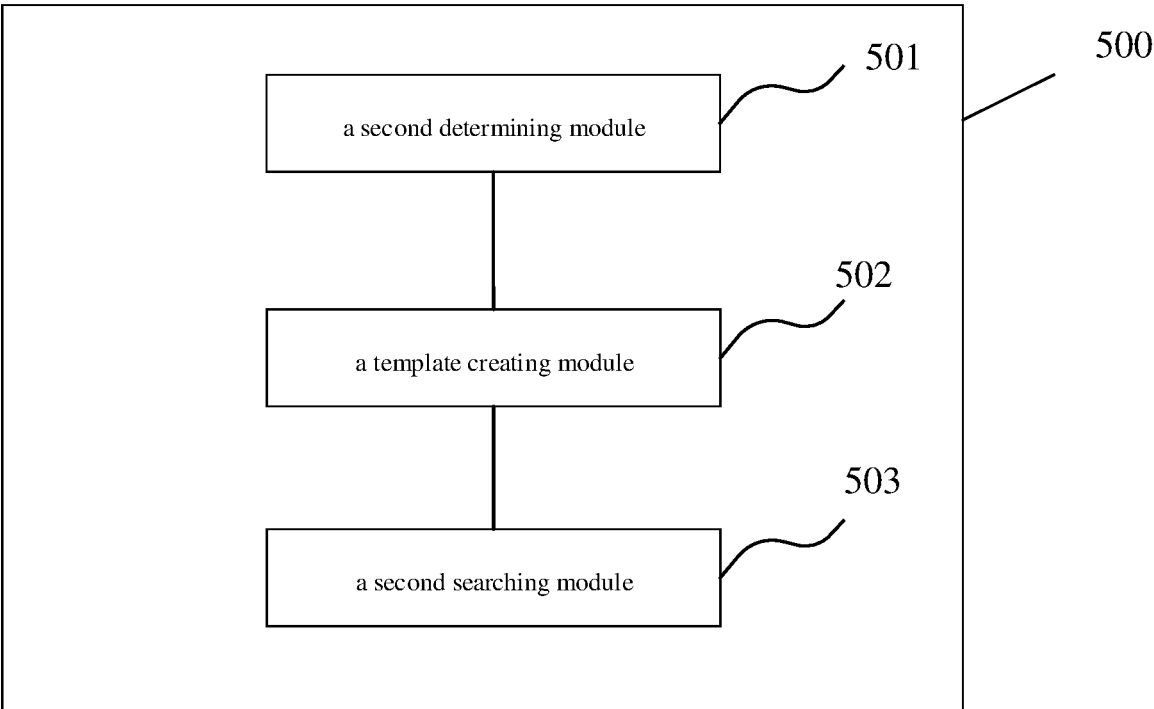 500
501
a second determining module
502
a template creating module
503
a second searching module